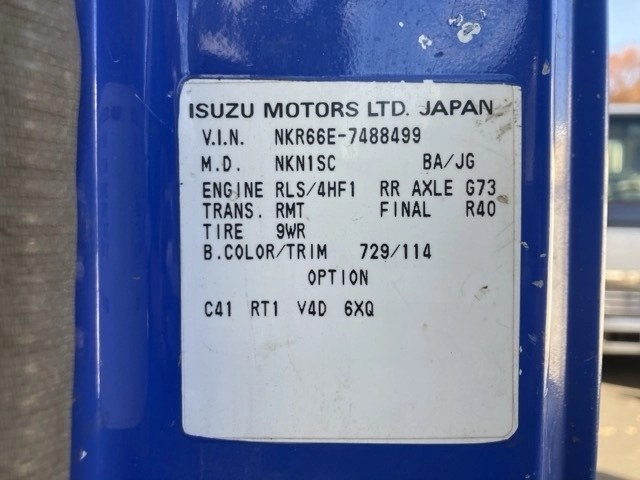 ISUZU MOTORS LTD. JAPAN
V.I.N. NKR66E-7488499
M.D. NKN1SC BA/JG
ENGINE RLS/4HF1 RR AXLE G73
TRANS. RMT FINAL R40
TIRE 9WR
B.COLOR/TRIM 729/114
OPTION
C41 RT1 V4D 6XQ